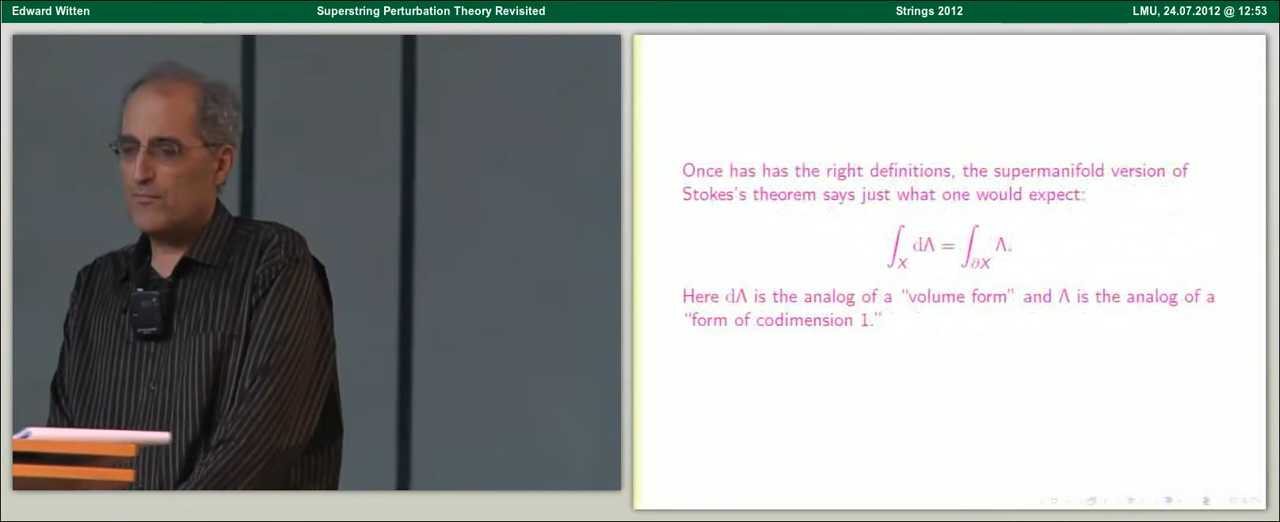 Edward Witten Superstring Perturbation Theory Revisited Strings 2012 LMU, 24.07.2012 @ 12:53
Once has has the right definitions, the supermanifold version of
Stokes's theorem says just what one would expect:
∫_X dΛ = ∫_∂X Λ.
Here dΛ is the analog of a “volume form” and Λ is the analog of a
“form of codimension 1.”